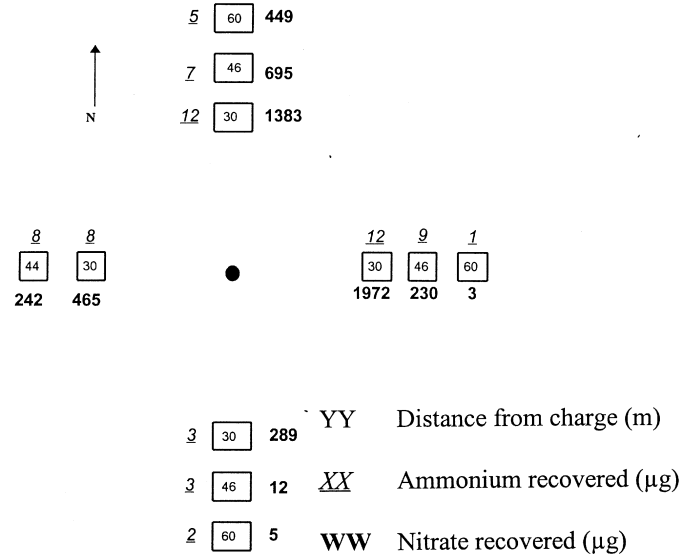 5 60 449
7 46 695
N
12 30 1383
8 8 12 9 1
44 30 30 46 60
242 465 1972 230 3
YY Distance from charge (m)
3 30 289
3 46 12 XX Ammonium recovered (µg)
2 60 5 WW Nitrate recovered (µg)